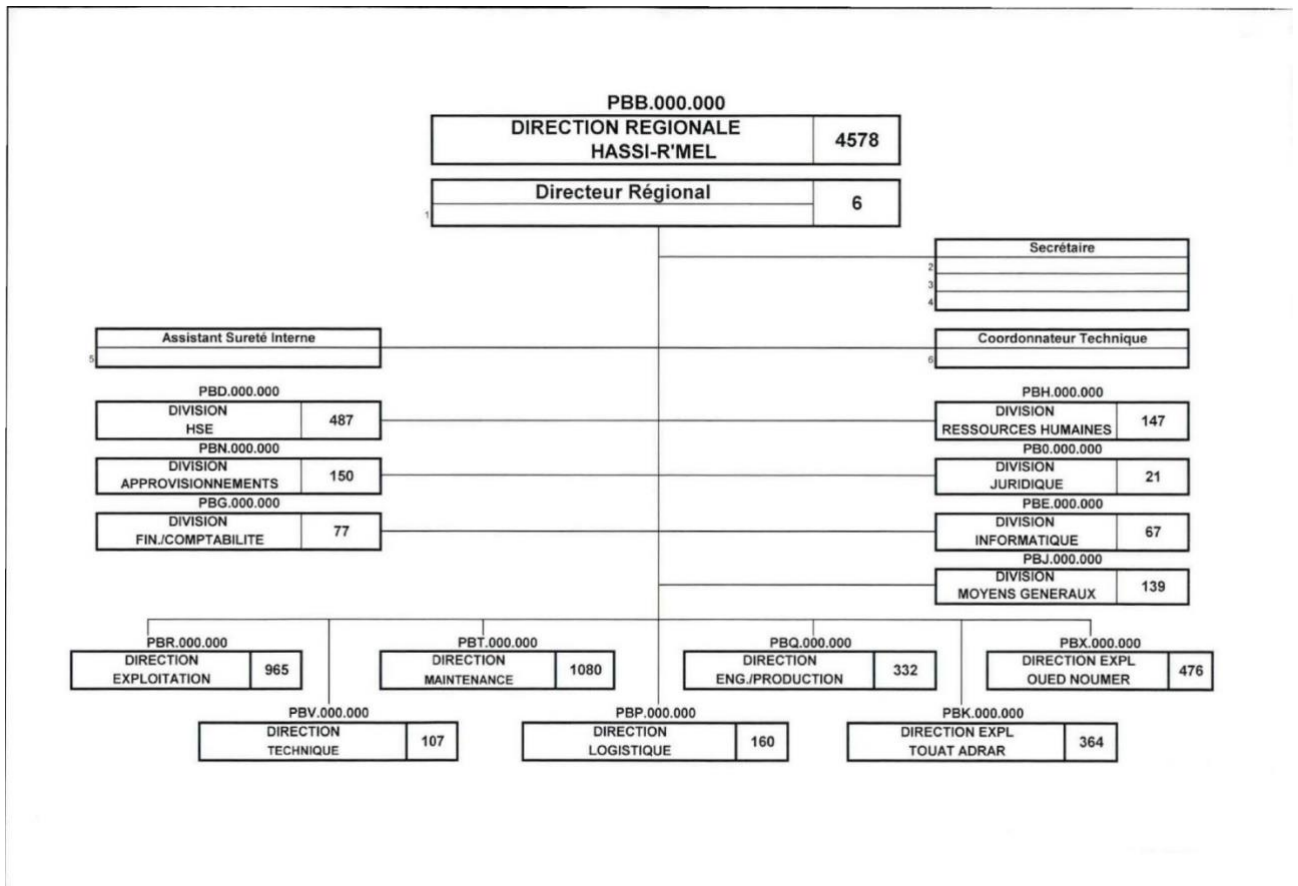 PBB.000.000
DIRECTION REGIONALE
HASSI-R'MEL
4578
Directeur Régional
6
1
Secrétaire
2
3
4
Assistant Sureté Interne
5
Coordonnateur Technique
6
PBD.000.000
DIVISION
HSE
487
PBH.000.000
DIVISION
RESSOURCES HUMAINES
147
PBN.000.000
DIVISION
APPROVISIONNEMENTS
150
PB0.000.000
DIVISION
JURIDIQUE
21
PBG.000.000
DIVISION
FIN./COMPTABILITE
77
PBE.000.000
DIVISION
INFORMATIQUE
67
PBJ.000.000
DIVISION
MOYENS GENERAUX
139
PBR.000.000
DIRECTION
EXPLOITATION
965
PBT.000.000
DIRECTION
MAINTENANCE
1080
PBQ.000.000
DIRECTION
ENG./PRODUCTION
332
PBX.000.000
DIRECTION EXPL
OUED NOUMER
476
PBV.000.000
DIRECTION
TECHNIQUE
107
PBP.000.000
DIRECTION
LOGISTIQUE
160
PBK.000.000
DIRECTION EXPL
TOUAT ADRAR
364